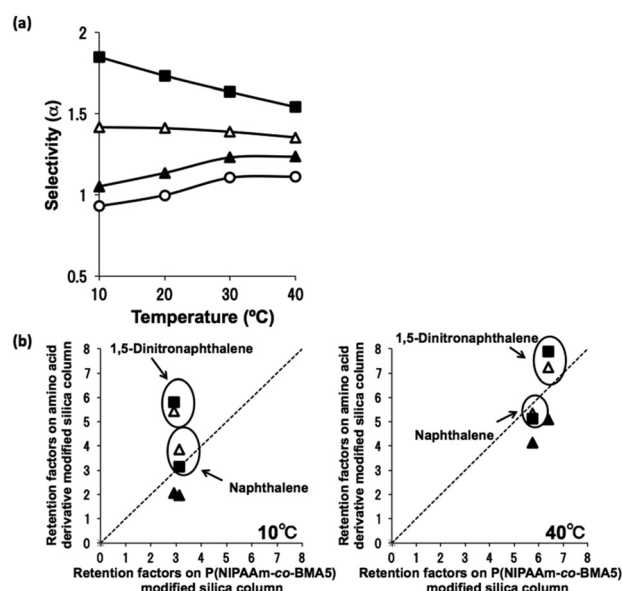 (a)
2
1.5
1
0.5
Selectivity (α)
10 20 30 40
Temperature (ºC)
(b)
8
7
6
5
4
3
2
1
0
Retention factors on amino acid
derivative modified silica column
1,5-Dinitronaphthalene
Naphthalene
10℃
0 1 2 3 4 5 6 7 8
Retention factors on P(NIPAAm-co-BMA5)
modified silica column
8
7
6
5
4
3
2
1
0
Retention factors on amino acid
derivative modified silica column
1,5-Dinitronaphthalene
Naphthalene
40℃
0 1 2 3 4 5 6 7 8
Retention factors on P(NIPAAm-co-BMA5)
modified silica column